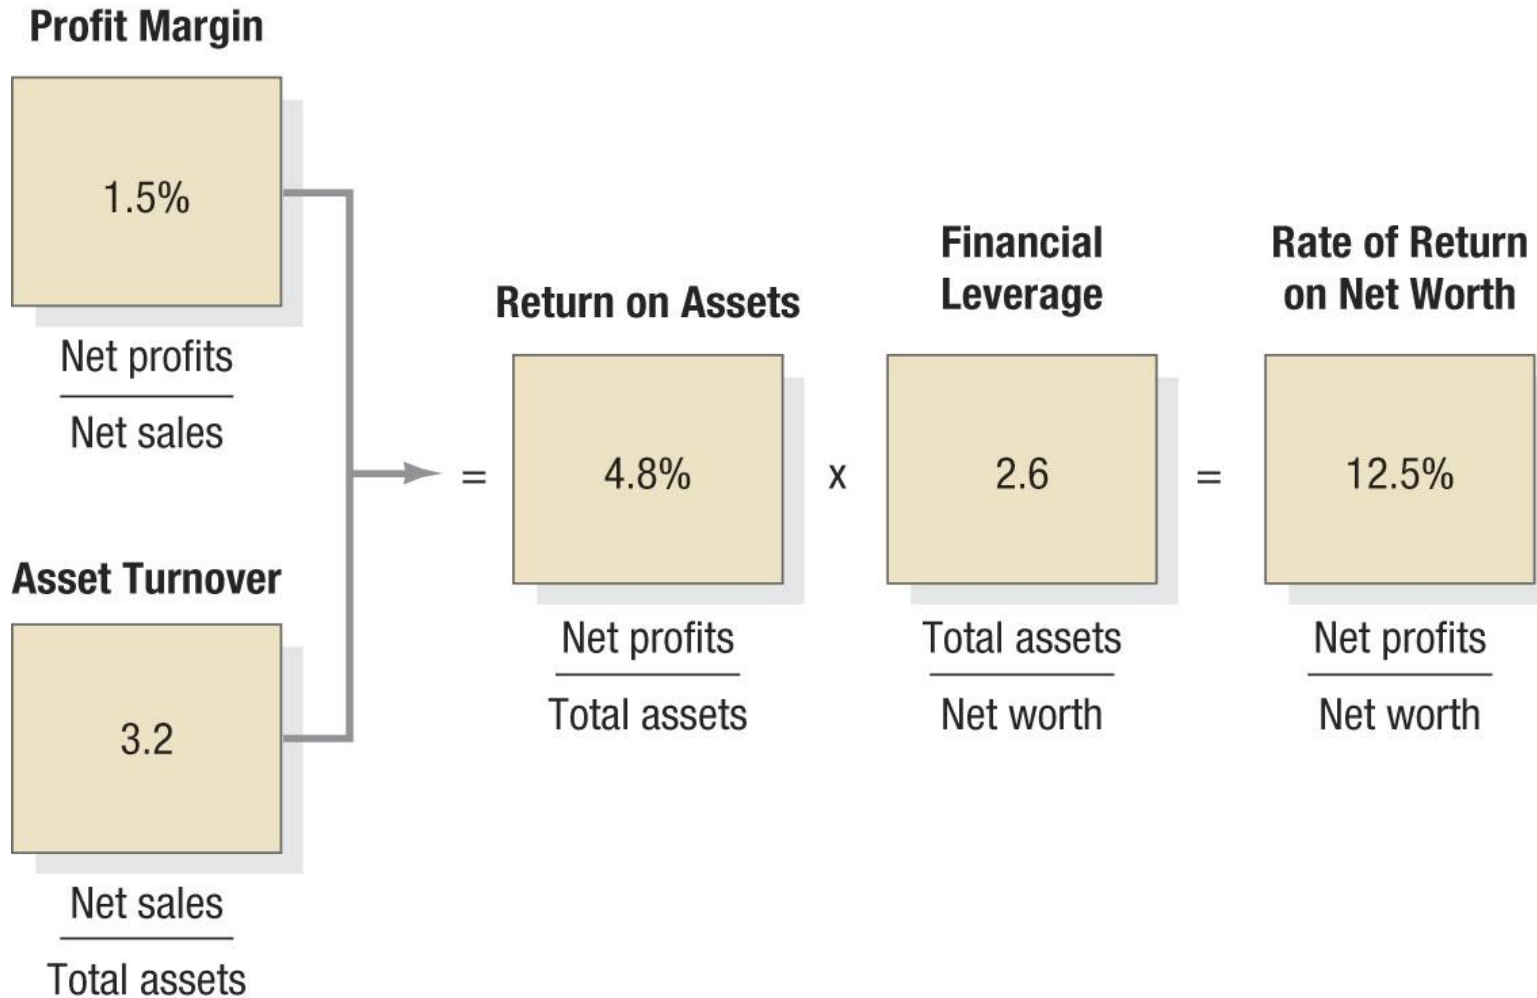 Profit Margin
1.5%
Net profits
Net sales
Asset Turnover
3.2
Net sales
Total assets
=
Return on Assets
4.8%
Net profits
Total assets
x
Financial
Leverage
2.6
Total assets
Net worth
=
Rate of Return
on Net Worth
12.5%
Net profits
Net worth